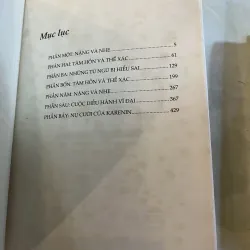 Mục lục
PHẦN MỘT: NẶNG VÀ NHẸ 5
PHẦN HAI: TÂM HỒN VÀ THỂ XÁC 61
PHẦN BA: NHỮNG TỪ NGỮ BỊ HIỂU SAI 129
PHẦN BỐN: TÂM HỒN VÀ THỂ XÁC 199
PHẦN NĂM: NẶNG VÀ NHẸ 267
PHẦN SÁU: CUỘC DIỄU HÀNH VĨ ĐẠI 367
PHẦN BẢY: NỤ CƯỜI CỦA KARENIN 429